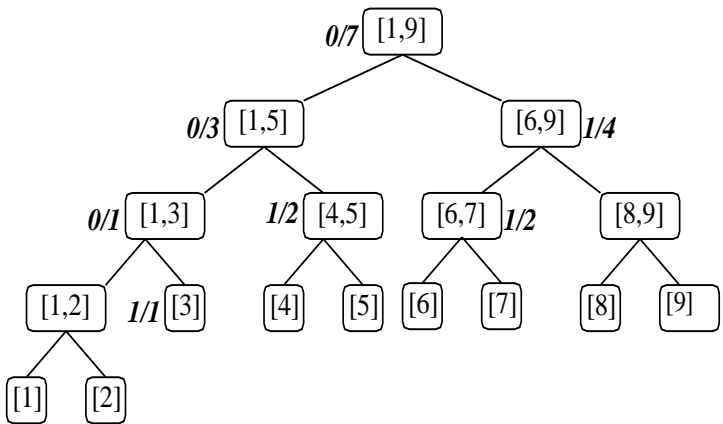 0/7 [1,9]
0/3 [1,5] [6,9] 1/4
0/1 [1,3] 1/2 [4,5] [6,7] 1/2 [8,9]
[1,2] 1/1 [3] [4] [5] [6] [7] [8] [9]
[1] [2]